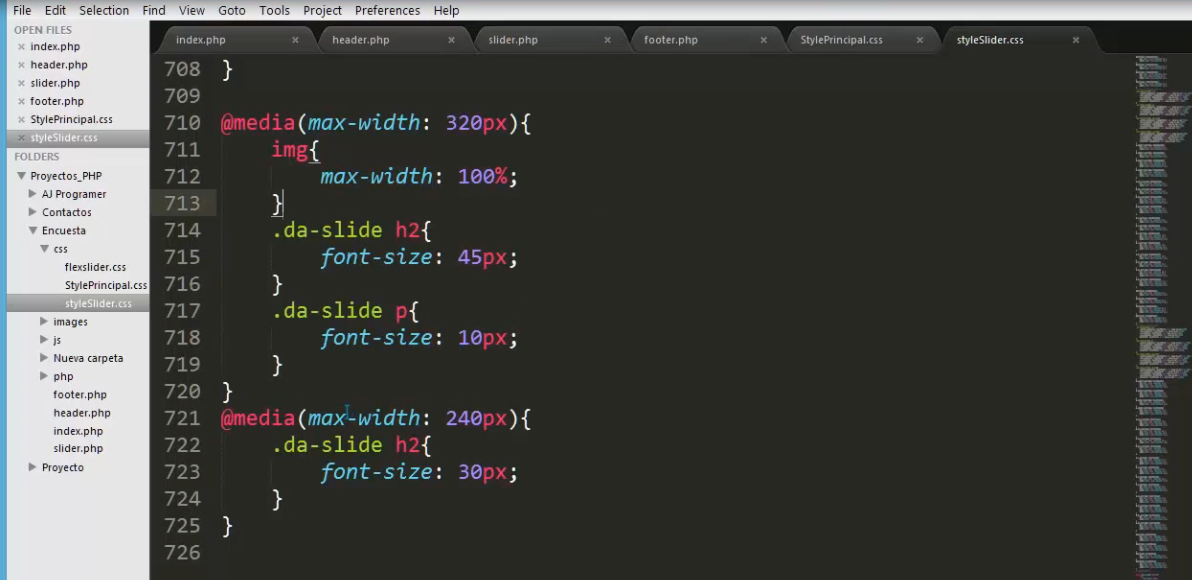 File Edit Selection Find View Goto Tools Project Preferences Help
OPEN FILES
× index.php
× header.php
× slider.php
× footer.php
× StylePrincipal.css
× styleSlider.css
FOLDERS
Proyectos_PHP
AJ Programer
Contactos
Encuesta
css
flexslider.css
StylePrincipal.css
styleSlider.css
images
js
Nueva carpeta
php
footer.php
header.php
index.php
slider.php
Proyecto
index.php × header.php × slider.php × footer.php × StylePrincipal.css × styleSlider.css ×
708 }
709
710 @media(max-width: 320px){
711 img{
712 max-width: 100%;
713 }
714 .da-slide h2{
715 font-size: 45px;
716 }
717 .da-slide p{
718 font-size: 10px;
719 }
720 }
721 @media(max-width: 240px){
722 .da-slide h2{
723 font-size: 30px;
724 }
725 }
726